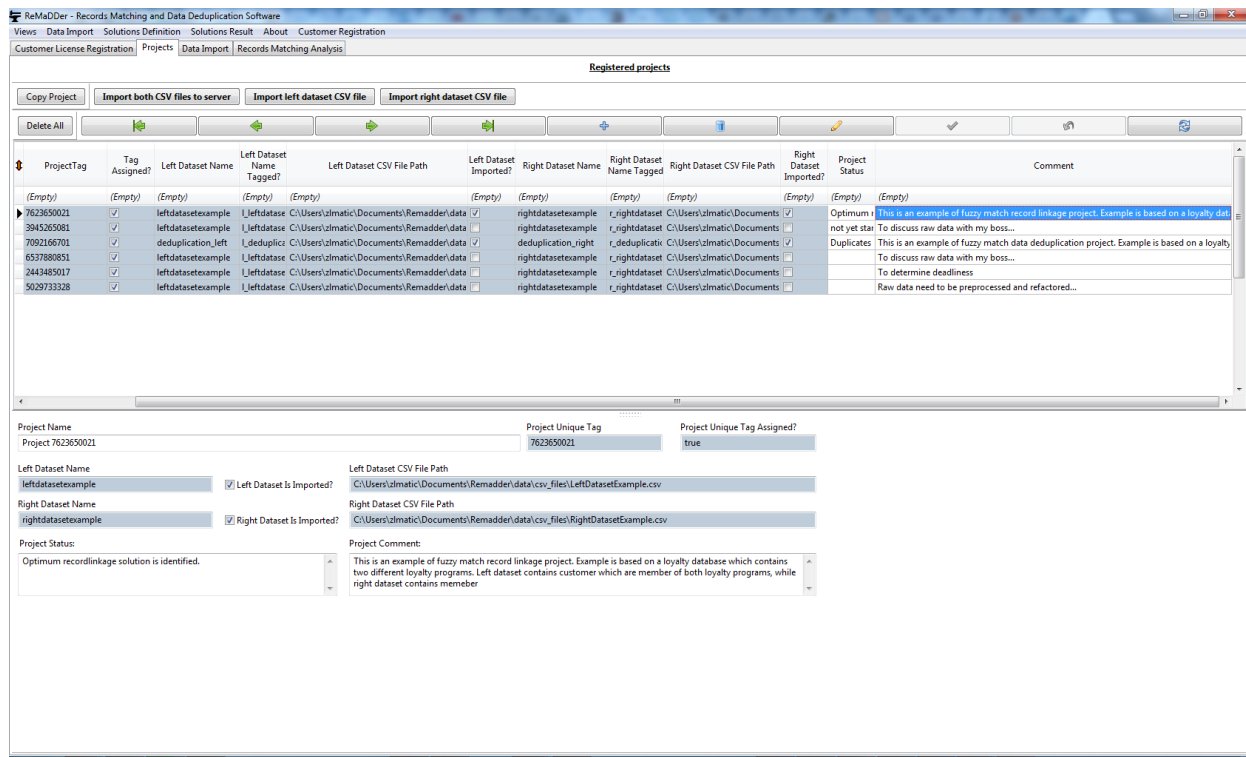 ReMaDDer - Records Matching and Data Deduplication Software
Views Data Import Solutions Definition Solutions Result About Customer Registration
Customer License Registration Projects Data Import Records Matching Analysis
Registered projects
Copy Project Import both CSV files to server Import left dataset CSV file Import right dataset CSV file
Delete All
ProjectTag Tag Assigned? Left Dataset Name Left Dataset Name Tagged? Left Dataset CSV File Path Left Dataset Imported? Right Dataset Name Right Dataset Name Tagged Right Dataset CSV File Path Right Dataset Imported? Project Status Comment
(Empty) (Empty) (Empty) (Empty) (Empty) (Empty) (Empty) (Empty) (Empty) (Empty) (Empty) (Empty)
7623650021 leftdatasetexample l_leftdatase C:\Users\zlmatic\Documents\Remadder\data rightdatasetexample r_rightdataset C:\Users\zlmatic\Documents Optimum r This is an example of fuzzy match record linkage project. Example is based on a loyalty data
3945265081 leftdatasetexample l_leftdatase C:\Users\zlmatic\Documents\Remadder\data rightdatasetexample r_rightdataset C:\Users\zlmatic\Documents not yet star To discuss raw data with my boss...
7092166701 deduplication_left l_deduplica C:\Users\zlmatic\Documents\Remadder\data deduplication_right r_deduplicatic C:\Users\zlmatic\Documents Duplicates This is an example of fuzzy match data deduplication project. Example is based on a loyalty
6537880851 leftdatasetexample l_leftdatase C:\Users\zlmatic\Documents\Remadder\data rightdatasetexample r_rightdataset C:\Users\zlmatic\Documents To discuss raw data with my boss...
2443485017 leftdatasetexample l_leftdatase C:\Users\zlmatic\Documents\Remadder\data rightdatasetexample r_rightdataset C:\Users\zlmatic\Documents To determine deadliness
5029733328 leftdatasetexample l_leftdatase C:\Users\zlmatic\Documents\Remadder\data rightdatasetexample r_rightdataset C:\Users\zlmatic\Documents Raw data need to be preprocessed and refactored...
Project Name Project Unique Tag Project Unique Tag Assigned?
Project 7623650021 7623650021 true
Left Dataset Name Left Dataset CSV File Path
leftdatasetexample Left Dataset Is Imported? C:\Users\zlmatic\Documents\Remadder\data\csv_files\LeftDatasetExample.csv
Right Dataset Name Right Dataset CSV File Path
rightdatasetexample Right Dataset Is Imported? C:\Users\zlmatic\Documents\Remadder\data\csv_files\RightDatasetExample.csv
Project Status: Project Comment:
Optimum recordlinkage solution is identified. This is an example of fuzzy match record linkage project. Example is based on a loyalty database which contains
two different loyalty programs. Left dataset contains customer which are member of both loyalty programs, while
right dataset contains memeber